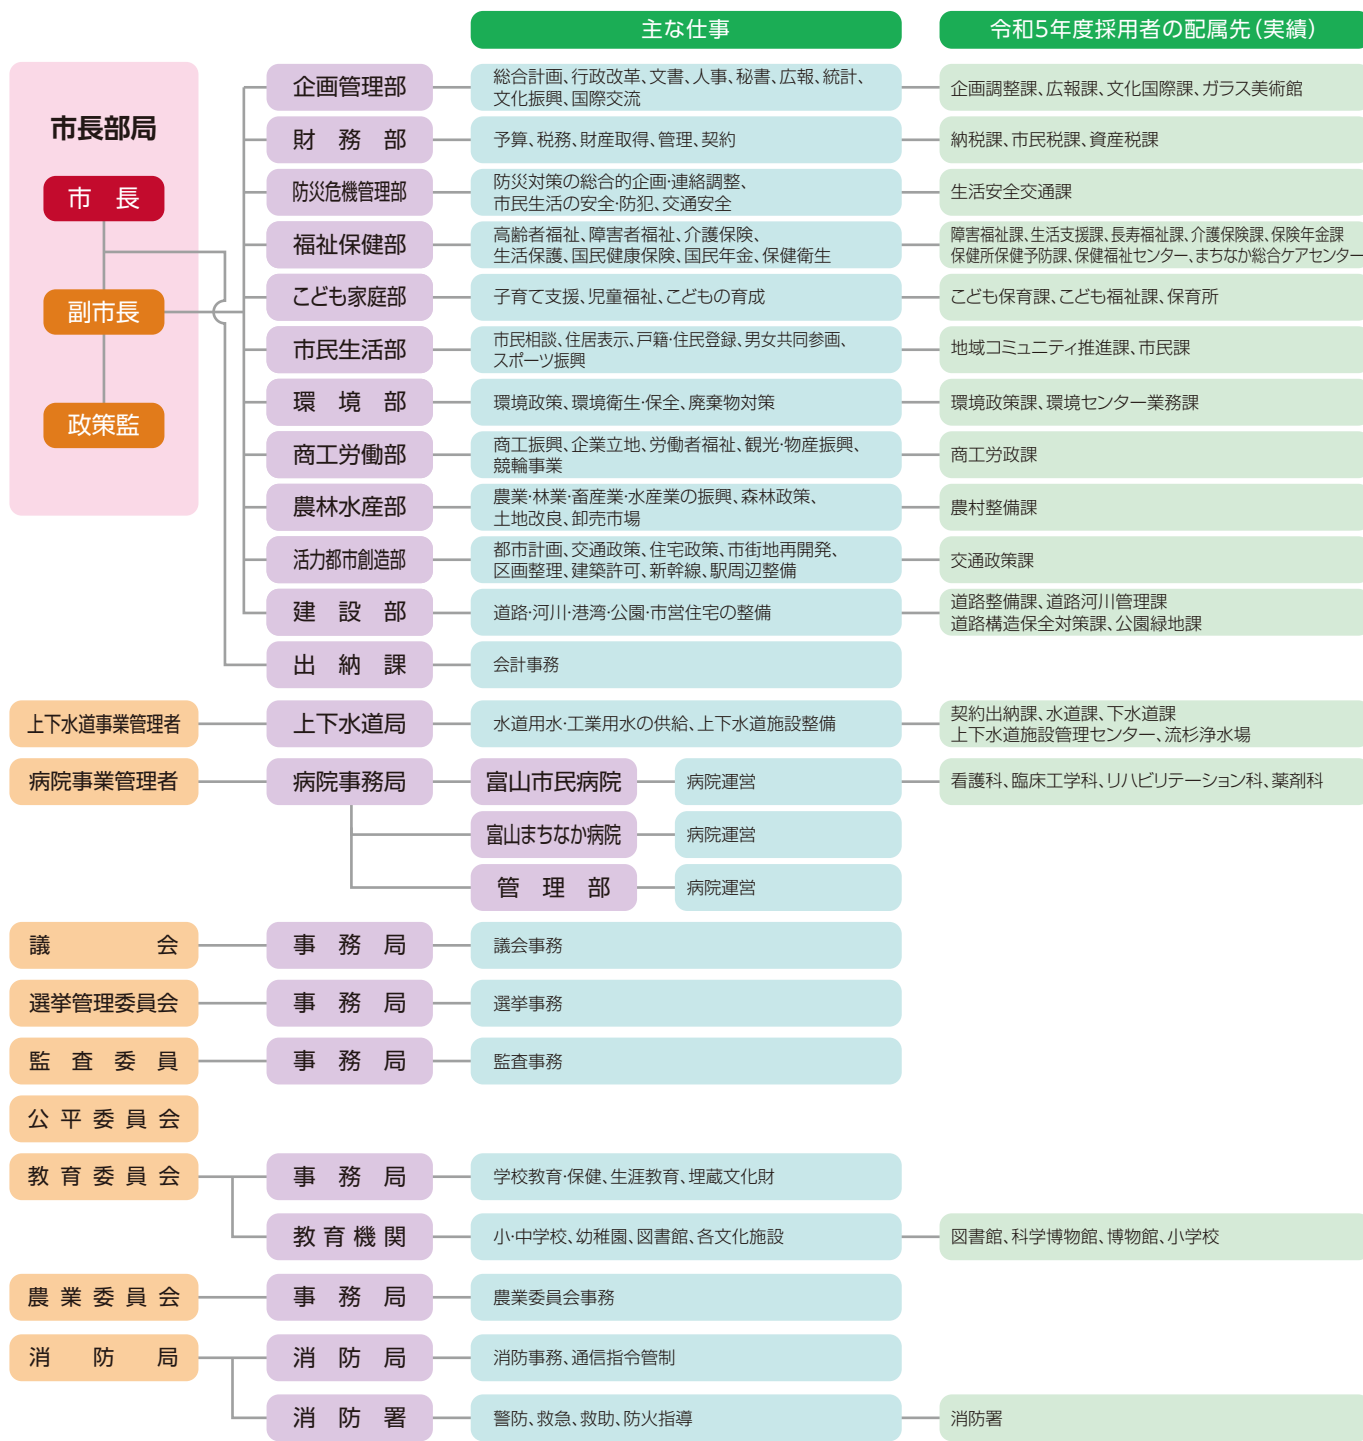 主な仕事
令和5年度採用者の配属先(実績)
市長部局
市長
副市長
政策監
企画管理部
総合計画、行政改革、文書、人事、秘書、広報、統計、
文化振興、国際交流
企画調整課、広報課、文化国際課、ガラス美術館
財務部
予算、税務、財産取得、管理、契約
納税課、市民税課、資産税課
防災危機管理部
防災対策の総合的企画・連絡調整、
市民生活の安全・防犯、交通安全
生活安全交通課
福祉保健部
高齢者福祉、障害者福祉、介護保険、
生活保護、国民健康保険、国民年金、保健衛生
障害福祉課、生活支援課、長寿福祉課、介護保険課、保険年金課
保健所保健予防課、保健福祉センター、まちなか総合ケアセンター
こども家庭部
子育て支援、児童福祉、こどもの育成
こども保育課、こども福祉課、保育所
市民生活部
市民相談、住居表示、戸籍・住民登録、男女共同参画、
スポーツ振興
地域コミュニティ推進課、市民課
環境部
環境政策、環境衛生・保全、廃棄物対策
環境政策課、環境センター業務課
商工労働部
商工振興、企業立地、労働者福祉、観光・物産振興、
競輪事業
商工労政課
農林水産部
農業・林業・畜産業・水産業の振興、森林政策、
土地改良、卸売市場
農村整備課
活力都市創造部
都市計画、交通政策、住宅政策、市街地再開発、
区画整理、建築許可、新幹線、駅周辺整備
交通政策課
建設部
道路・河川・港湾・公園・市営住宅の整備
道路整備課、道路河川管理課
道路構造保全対策課、公園緑地課
出納課
会計事務
上下水道事業管理者
上下水道局
水道用水・工業用水の供給、上下水道施設整備
契約出納課、水道課、下水道課
上下水道施設管理センター、流杉浄水場
病院事業管理者
病院事務局
富山市民病院
病院運営
看護科、臨床工学科、リハビリテーション科、薬剤科
富山まちなか病院
病院運営
管理部
病院運営
議会
事務局
議会事務
選挙管理委員会
事務局
選挙事務
監査委員
事務局
監査事務
公平委員会
教育委員会
事務局
学校教育・保健、生涯教育、埋蔵文化財
教育機関
小・中学校、幼稚園、図書館、各文化施設
図書館、科学博物館、博物館、小学校
農業委員会
事務局
農業委員会事務
消防局
消防局
消防事務、通信指令管制
消防署
警防、救急、救助、防火指導
消防署